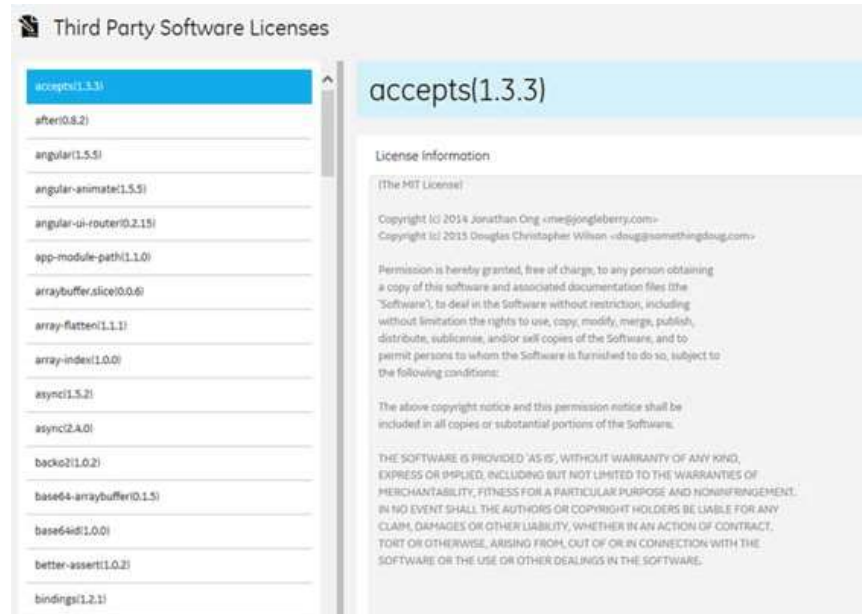 Third Party Software Licenses
accepts(1.3.3)
after(0.8.2)
angular(1.5.5)
angular-animate(1.5.5)
angular-ui-router(0.2.15)
app-module-path(1.1.0)
arraybuffer.slice(0.0.6)
array-flatten(1.1.1)
array-index(1.0.0)
async(1.5.2)
async(2.4.0)
backo2(1.0.2)
base64-arraybuffer(0.1.5)
base64id(1.0.0)
better-assert(1.0.2)
bindings(1.2.1)
accepts(1.3.3)
License Information
(The MIT License)
Copyright (c) 2014 Jonathan Ong <me@jongleberry.com>
Copyright (c) 2015 Douglas Christopher Wilson <doug@somethingdoug.com>
Permission is hereby granted, free of charge, to any person obtaining
a copy of this software and associated documentation files (the
'Software'), to deal in the Software without restriction, including
without limitation the rights to use, copy, modify, merge, publish,
distribute, sublicense, and/or sell copies of the Software, and to
permit persons to whom the Software is furnished to do so, subject to
the following conditions:
The above copyright notice and this permission notice shall be
included in all copies or substantial portions of the Software.
THE SOFTWARE IS PROVIDED 'AS IS', WITHOUT WARRANTY OF ANY KIND,
EXPRESS OR IMPLIED, INCLUDING BUT NOT LIMITED TO THE WARRANTIES OF
MERCHANTABILITY, FITNESS FOR A PARTICULAR PURPOSE AND NONINFRINGEMENT.
IN NO EVENT SHALL THE AUTHORS OR COPYRIGHT HOLDERS BE LIABLE FOR ANY
CLAIM, DAMAGES OR OTHER LIABILITY, WHETHER IN AN ACTION OF CONTRACT,
TORT OR OTHERWISE, ARISING FROM, OUT OF OR IN CONNECTION WITH THE
SOFTWARE OR THE USE OR OTHER DEALINGS IN THE SOFTWARE.